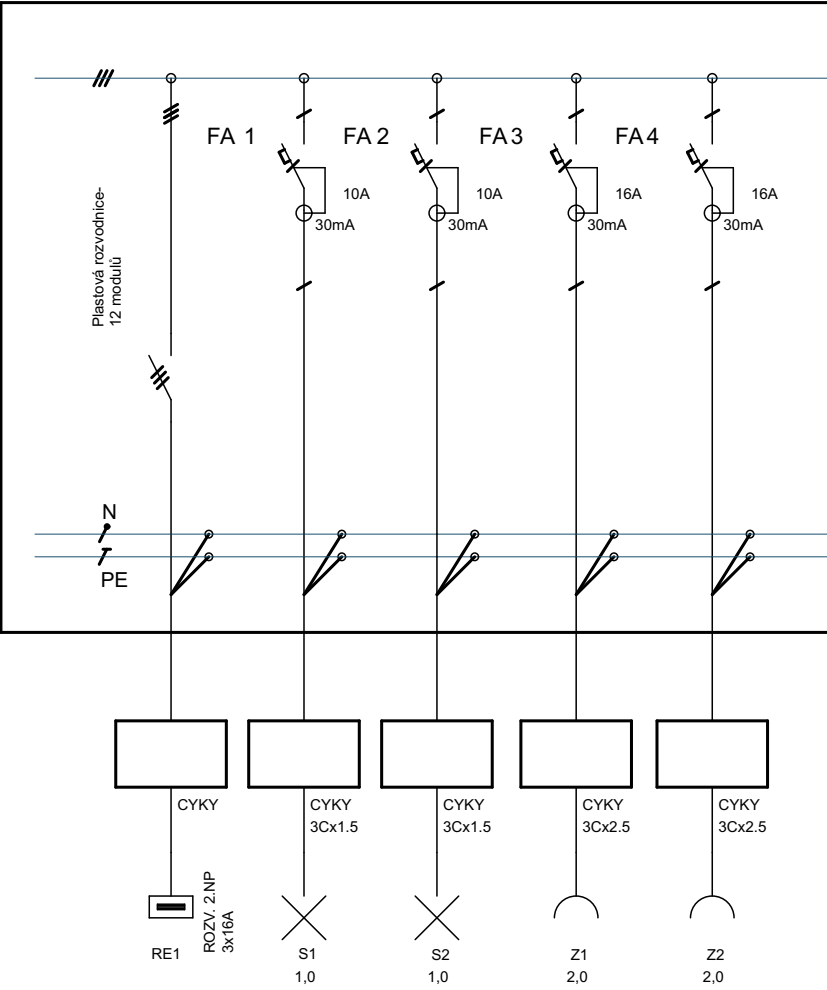 FA 1
FA 2
FA 3
FA 4
10A
10A
16A
16A
30mA
30mA
30mA
30mA
Plastová rozvodnice-
12 modulů
N
PE
CYKY
CYKY
3Cx1.5
CYKY
3Cx1.5
CYKY
3Cx2.5
CYKY
3Cx2.5
ROZV. 2.NP
3x16A
RE1
S1
1,0
S2
1,0
Z1
2,0
Z2
2,0